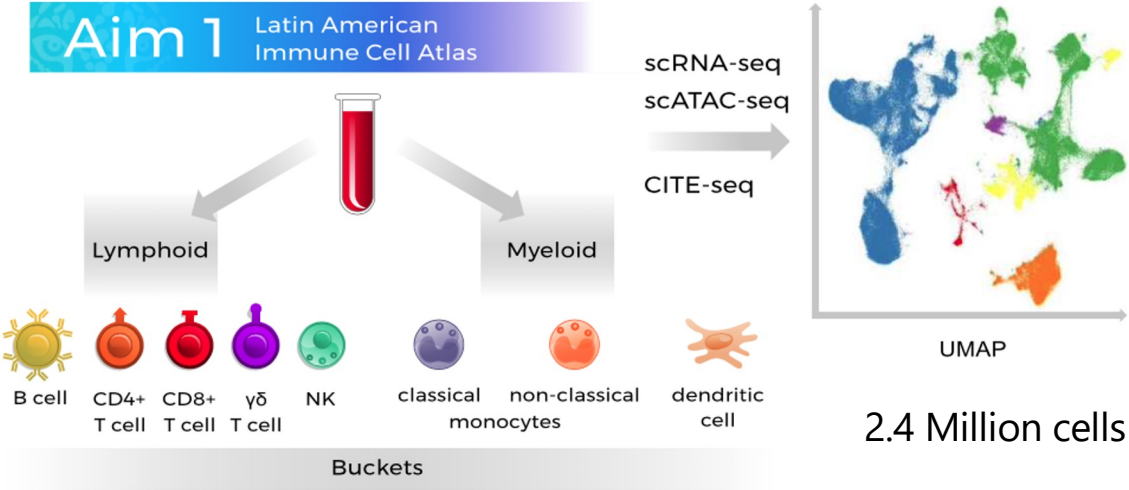 Aim 1
Latin American
Immune Cell Atlas
scRNA-seq
scATAC-seq
CITE-seq
Lymphoid
Myeloid
B cell
CD4+
T cell
CD8+
T cell
γδ
T cell
NK
classical
non-classical
monocytes
dendritic
cell
Buckets
UMAP
2.4 Million cells